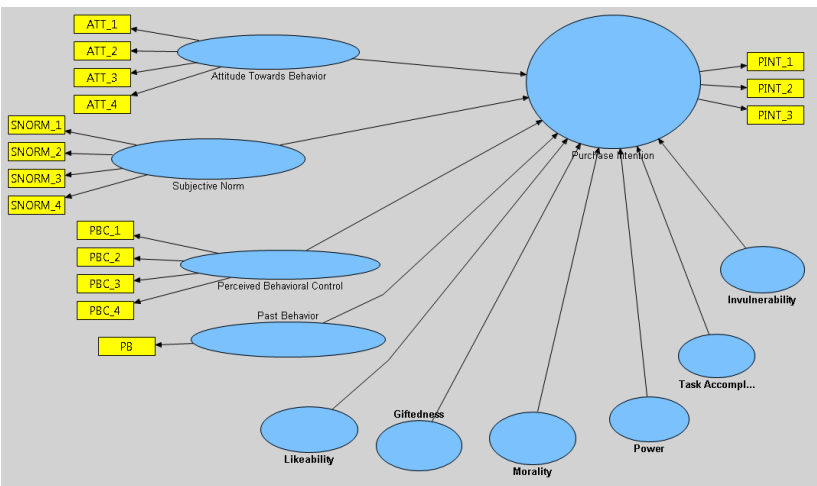 ATT_1
ATT_2
ATT_3
ATT_4
Attitude Towards Behavior
PINT_1
PINT_2
PINT_3
Purchase Intention
SNORM_1
SNORM_2
SNORM_3
SNORM_4
Subjective Norm
PBC_1
PBC_2
PBC_3
PBC_4
Perceived Behavioral Control
Past Behavior
PB
Invulnerability
Task Accompl...
Giftedness
Likeability
Morality
Power